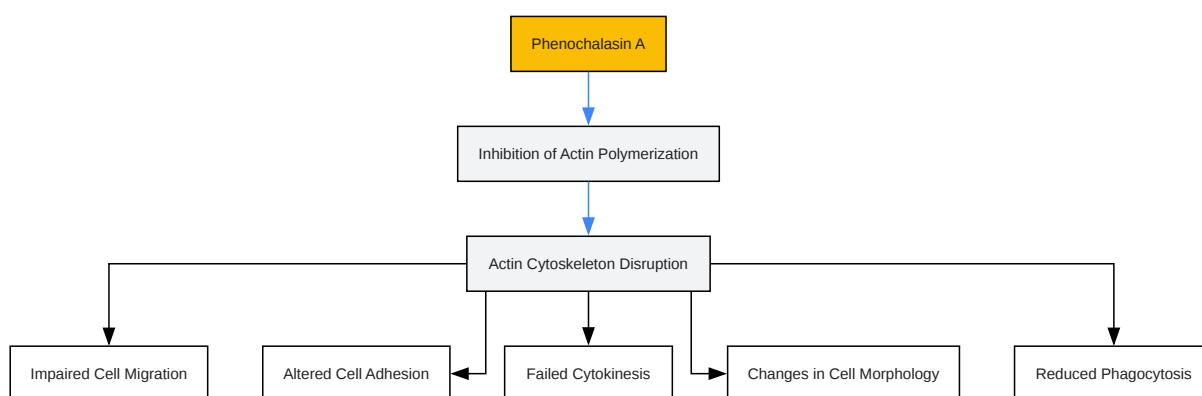 Phenochalasin A
Inhibition of Actin Polymerization
Actin Cytoskeleton Disruption
Impaired Cell Migration
Altered Cell Adhesion
Failed Cytokinesis
Changes in Cell Morphology
Reduced Phagocytosis